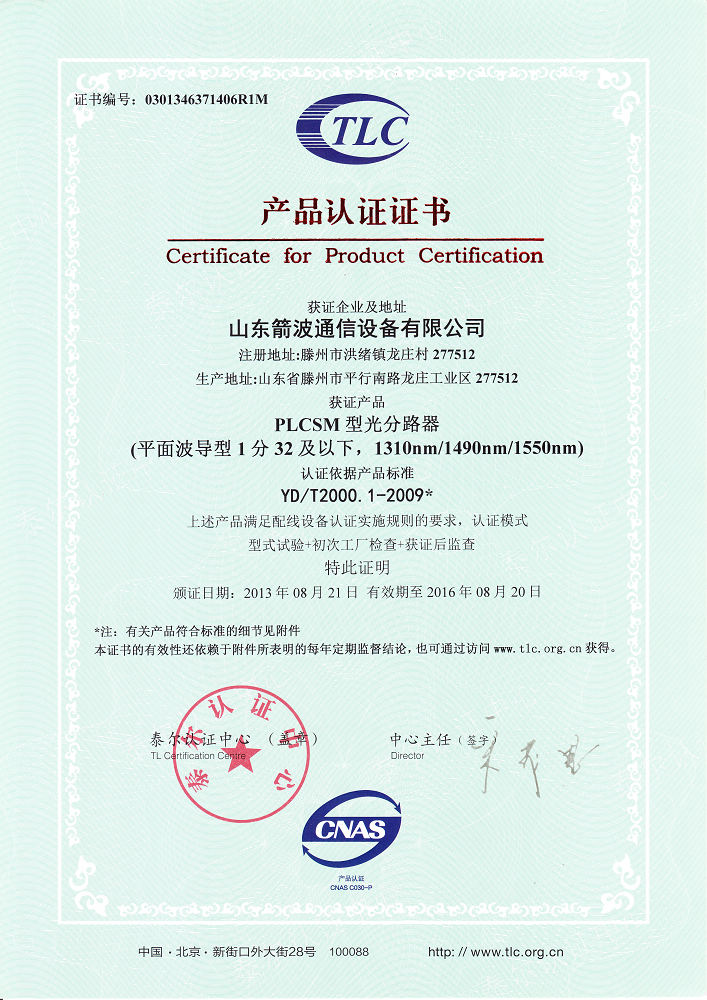 证书编号：0301346371406R1M
TLC
产品认证证书
Certificate for Product Certification
获证企业及地址
山东箭波通信设备有限公司
注册地址:滕州市洪绪镇龙庄村 277512
生产地址:山东省滕州市平行南路龙庄工业区 277512
获证产品
PLCSM 型光分路器
(平面波导型 1 分 32 及以下，1310nm/1490nm/1550nm)
认证依据产品标准
YD/T2000.1-2009*
上述产品满足配线设备认证实施规则的要求，认证模式
型式试验+初次工厂检查+获证后监查
特此证明
颁证日期：2013 年 08 月 21 日 有效期至 2016 年 08 月 20 日
*注：有关产品符合标准的细节见附件
本证书的有效性还依赖于附件所表明的每年定期监督结论，也可通过访问 www.tlc.org.cn 获得。
泰尔认证中心（盖章）
TL Certification Centre
泰尔认证中心
中心主任（签字）
Director
CNAS
产品认证
CNAS C030-P
中国·北京·新街口外大街28号 100088
http: // www.tlc.org.cn